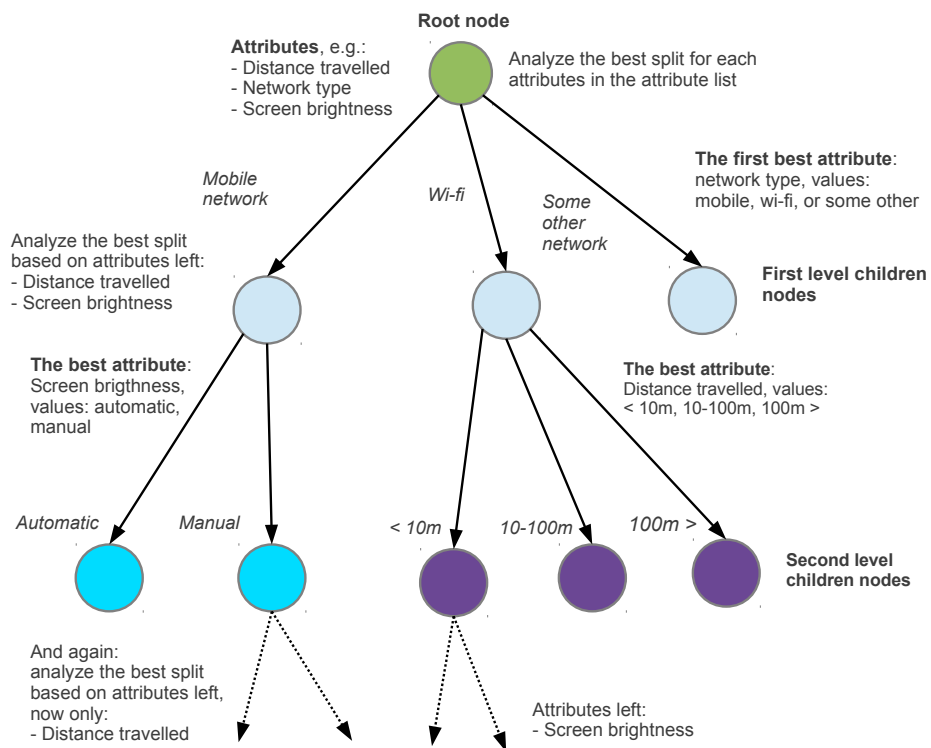 Root node
Attributes, e.g.:
- Distance travelled
- Network type
- Screen brightness
Analyze the best split for each
attributes in the attribute list
The first best attribute:
network type, values:
mobile, wi-fi, or some other
Mobile
network
Wi-fi
Some
other
network
Analyze the best split
based on attributes left:
- Distance travelled
- Screen brightness
First level children
nodes
The best attribute:
Screen brigthness,
values: automatic,
manual
The best attribute:
Distance travelled, values:
< 10m, 10-100m, 100m >
Automatic
Manual
< 10m
10-100m
100m >
Second level
children nodes
And again:
analyze the best split
based on attributes left,
now only:
- Distance travelled
Attributes left:
- Screen brightness